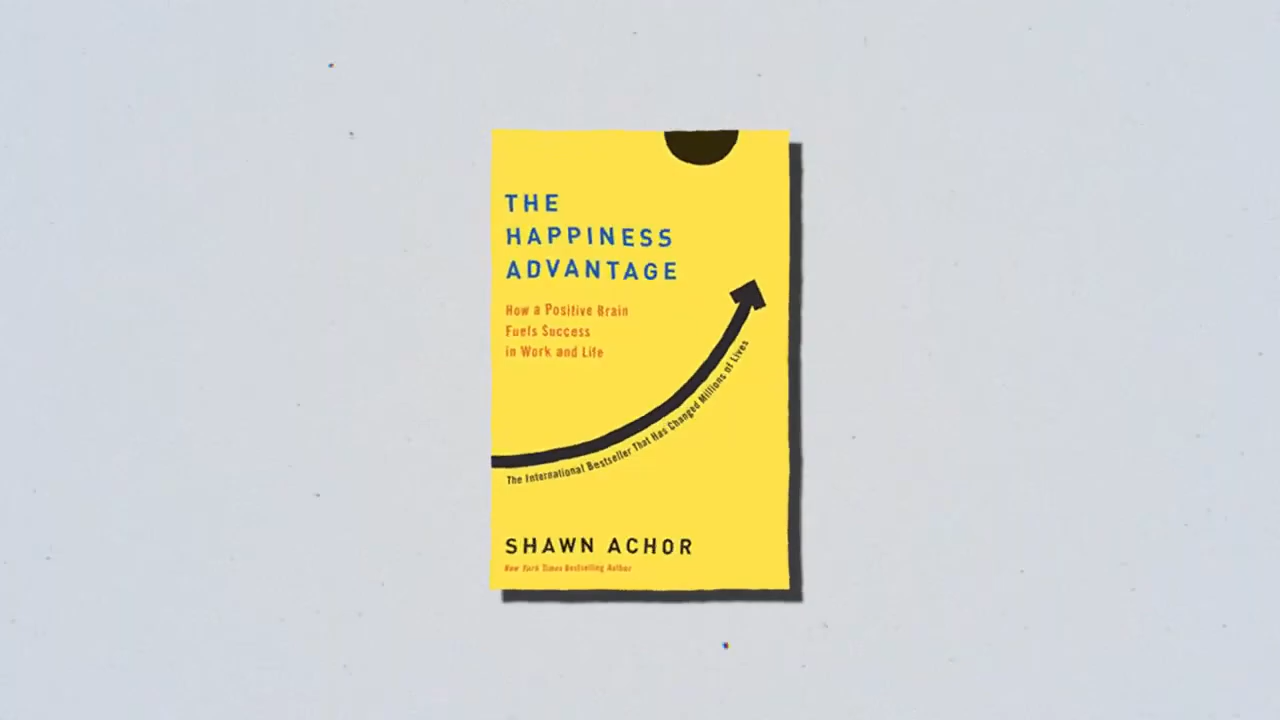 THE
HAPPINESS
ADVANTAGE
How a Positive Brain
Fuels Success
in Work and Life
The International Bestseller That Has Changed Millions of Lives
SHAWN ACHOR
New York Times Bestselling Author